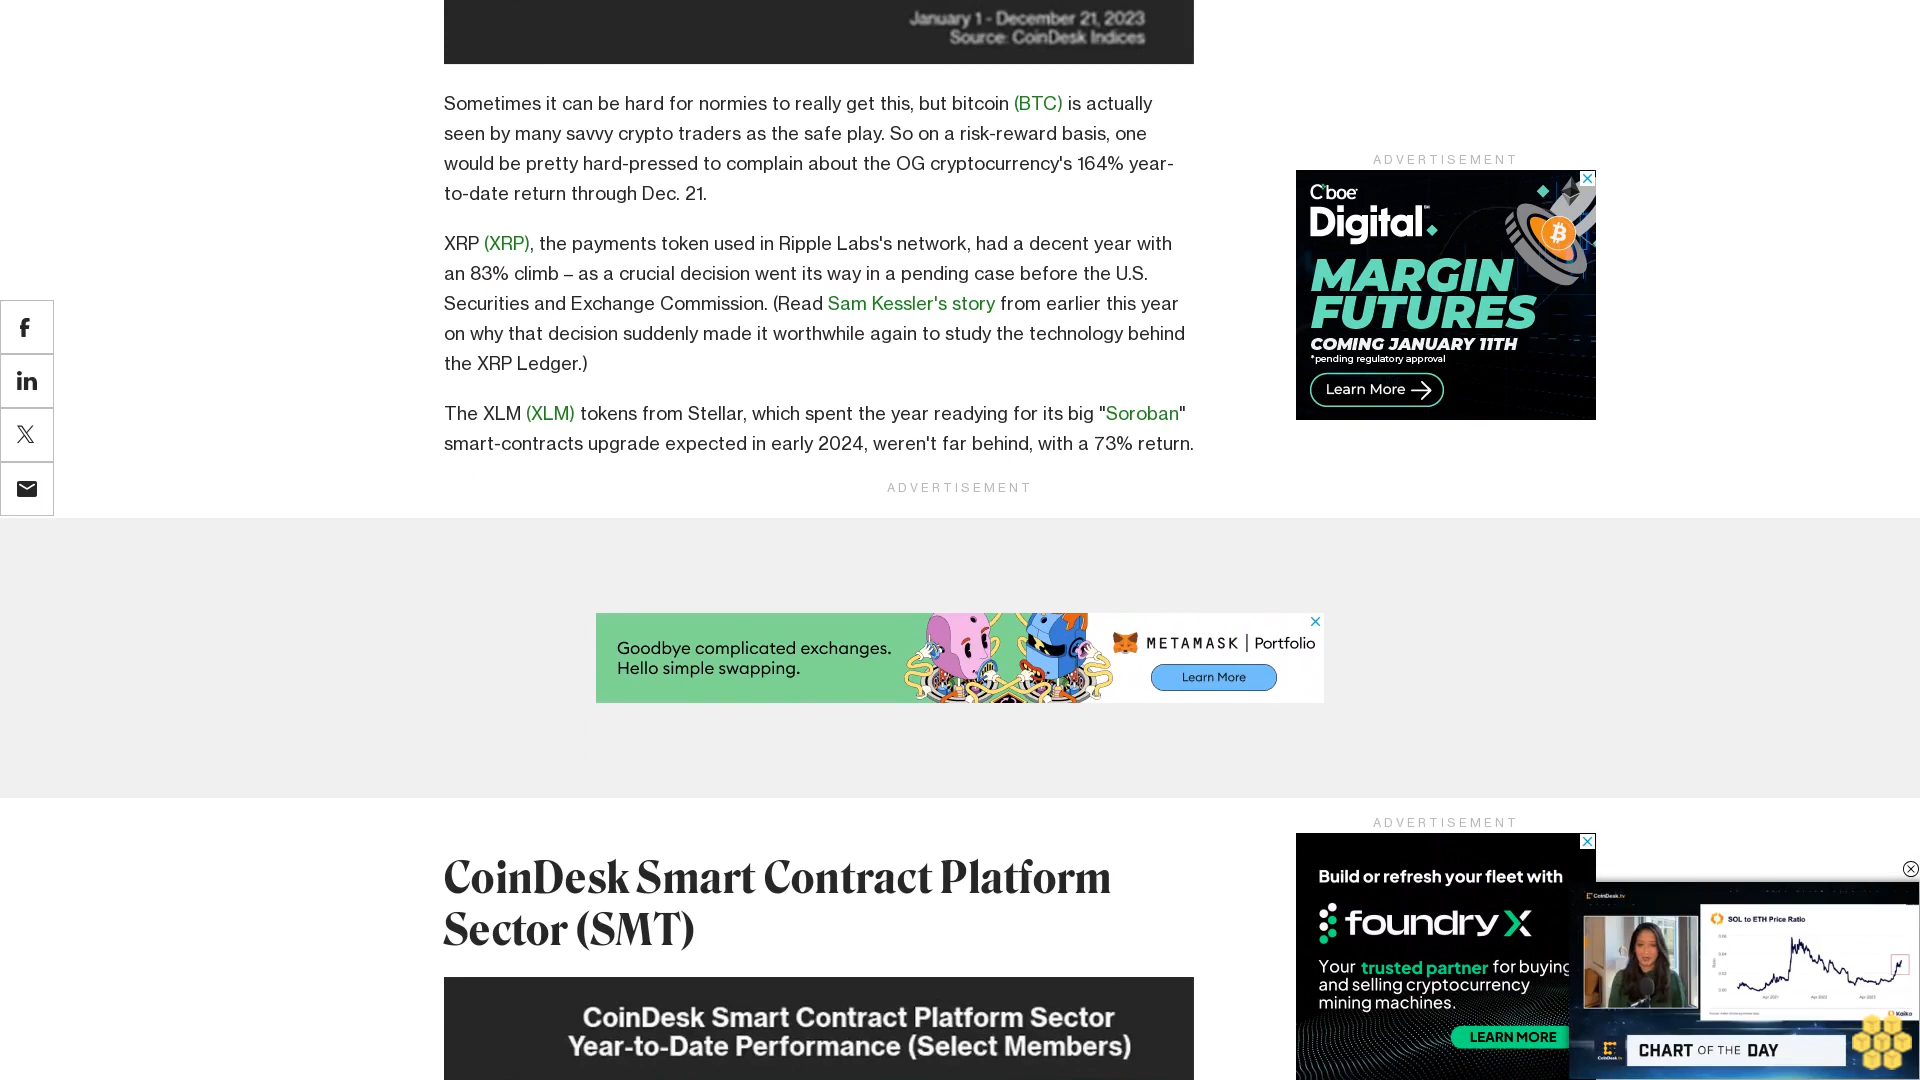 January 1 - December 21, 2023
Source: CoinDesk Indices
Sometimes it can be hard for normies to really get this, but bitcoin (BTC) is actually
seen by many savvy crypto traders as the safe play. So on a risk-reward basis, one
would be pretty hard-pressed to complain about the OG cryptocurrency's 164% year-
to-date return through Dec. 21.
XRP (XRP), the payments token used in Ripple Labs's network, had a decent year with
an 83% climb – as a crucial decision went its way in a pending case before the U.S.
Securities and Exchange Commission. (Read Sam Kessler's story from earlier this year
on why that decision suddenly made it worthwhile again to study the technology behind
the XRP Ledger.)
The XLM (XLM) tokens from Stellar, which spent the year readying for its big "Soroban"
smart-contracts upgrade expected in early 2024, weren't far behind, with a 73% return.
ADVERTISEMENT
Cboe
Digital
MARGIN
FUTURES
COMING JANUARY 11TH
*pending regulatory approval
Learn More
ADVERTISEMENT
Goodbye complicated exchanges.
Hello simple swapping.
METAMASK | Portfolio
Learn More
CoinDesk Smart Contract Platform
Sector (SMT)
CoinDesk Smart Contract Platform Sector
Year-to-Date Performance (Select Members)
ADVERTISEMENT
Build or refresh your fleet with
foundry X
Your trusted partner for buying
and selling cryptocurrency
mining machines.
LEARN MORE
CoinDesk.tv
SOL to ETH Price Ratio
Apr 2021
Apr 2022
Apr 2023
Kaiko
CoinDesk.tv
CHART OF THE DAY